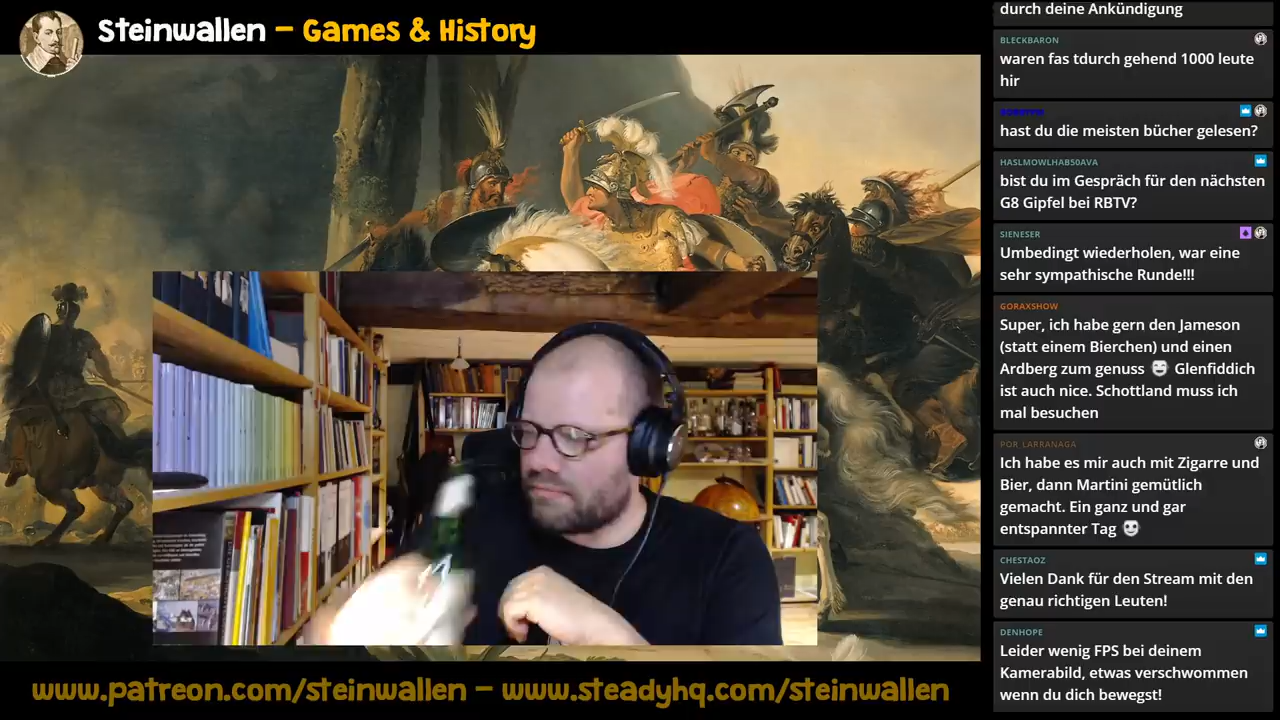 Steinwallen – Games & History
durch deine Ankündigung
BLECKBARON
waren fas tdurch gehend 1000 leute
hir
hast du die meisten bücher gelesen?
HASLMOWLHAB50AVA
bist du im Gespräch für den nächsten
G8 Gipfel bei RBTV?
SIENESER
Umbedingt wiederholen, war eine
sehr sympathische Runde!!!
GORAXSHOW
Super, ich habe gern den Jameson
(statt einem Bierchen) und einen
Ardberg zum genuss Glenfiddich
ist auch nice. Schottland muss ich
mal besuchen
POR_LARRANAGA
Ich habe es mir auch mit Zigarre und
Bier, dann Martini gemütlich
gemacht. Ein ganz und gar
entspannter Tag
CHESTAOZ
Vielen Dank für den Stream mit den
genau richtigen Leuten!
DENHOPE
Leider wenig FPS bei deinem
Kamerabild, etwas verschwommen
wenn du dich bewegst!
www.patreon.com/steinwallen – www.steadyhq.com/steinwallen